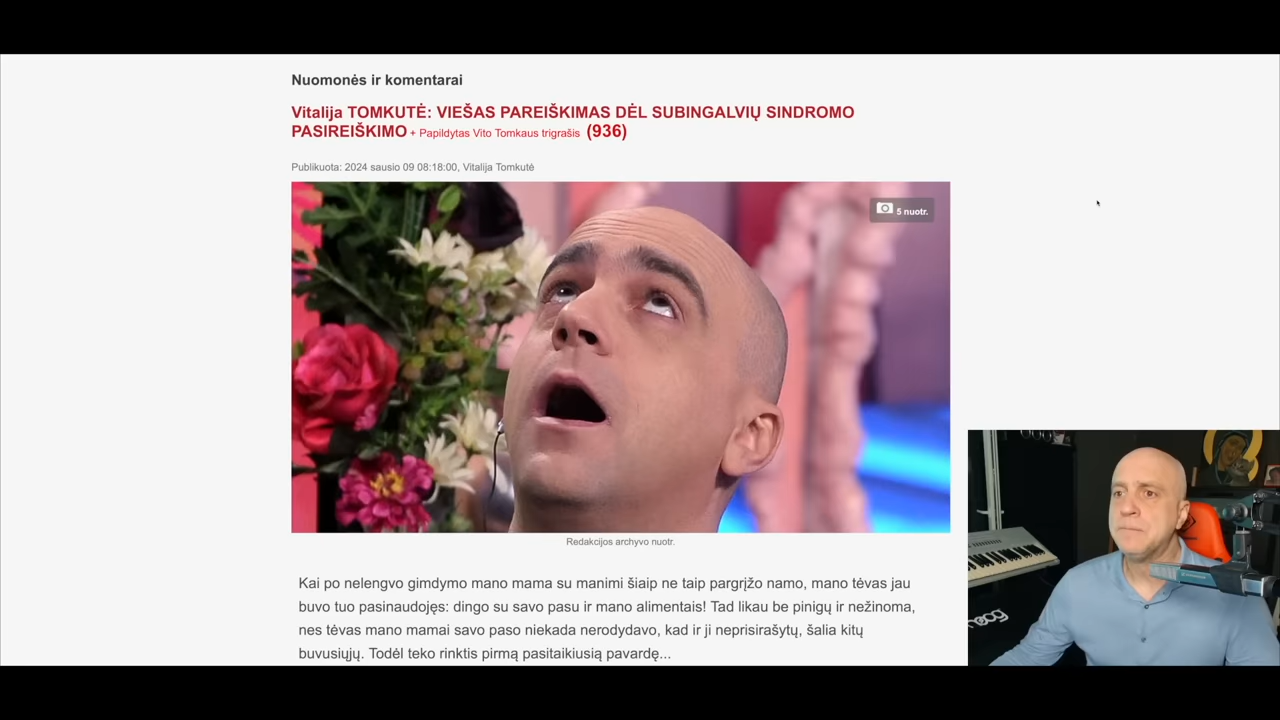 Nuomonės ir komentarai
Vitalija TOMKUTĖ: VIEŠAS PAREIŠKIMAS DĖL SUBINGALVIŲ SINDROMO
PASIREIŠKIMO + Papildytas Vito Tomkaus trigrašis (936)
Publikuota: 2024 sausio 09 08:18:00, Vitalija Tomkutė
5 nuotr.
Redakcijos archyvo nuotr.
Kai po nelengvo gimdymo mano mama su manimi šiaip ne taip pargrįžo namo, mano tėvas jau
buvo tuo pasinaudojęs: dingo su savo pasu ir mano alimentais! Tad likau be pinigų ir nežinoma,
nes tėvas mano mamai savo paso niekada nerodydavo, kad ir ji neprisirašytų, šalia kitų
buvusiųjų. Todėl teko rinktis pirmą pasitaikiusią pavardę...
moog